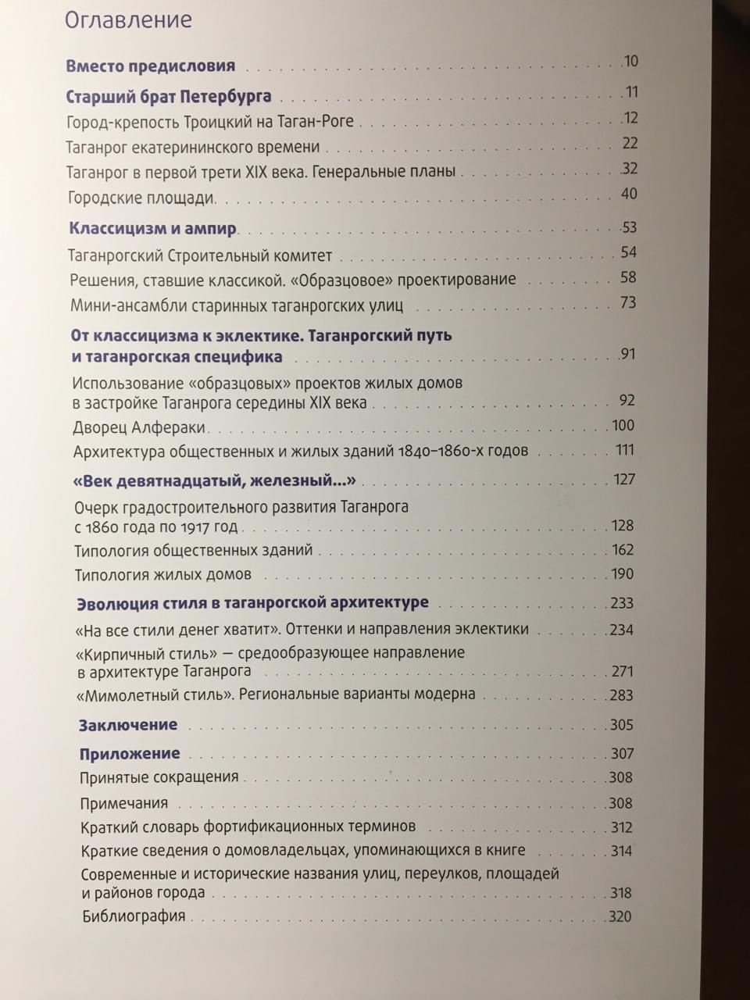 Оглавление
Вместо предисловия . . . . . . . . . . . . . . . . . . . . . . . . 10
Старший брат Петербурга . . . . . . . . . . . . . . . . . . . . . . 11
Город-крепость Троицкий на Таган-Роге . . . . . . . . . . . . . . . . . 12
Таганрог екатерининского времени . . . . . . . . . . . . . . . . . . . 22
Таганрог в первой трети XIX века. Генеральные планы . . . . . . . . . . . 32
Городские площади . . . . . . . . . . . . . . . . . . . . . . . . . 40
Классицизм и ампир . . . . . . . . . . . . . . . . . . . . . . . . 53
Таганрогский Строительный комитет . . . . . . . . . . . . . . . . . . 54
Решения, ставшие классикой. «Образцовое» проектирование . . . . . . . 58
Мини-ансамбли старинных таганрогских улиц . . . . . . . . . . . . . 73
От классицизма к эклектике. Таганрогский путь
и таганрогская специфика . . . . . . . . . . . . . . . . . . . . . 91
Использование «образцовых» проектов жилых домов
в застройке Таганрога середины XIX века . . . . . . . . . . . . . . . 92
Дворец Алфераки . . . . . . . . . . . . . . . . . . . . . . . . . 100
Архитектура общественных и жилых зданий 1840–1860-х годов . . . . . . 111
«Век девятнадцатый, железный...» . . . . . . . . . . . . . . . . . 127
Очерк градостроительного развития Таганрога
с 1860 года по 1917 год . . . . . . . . . . . . . . . . . . . . . . . 128
Типология общественных зданий . . . . . . . . . . . . . . . . . . 162
Типология жилых домов . . . . . . . . . . . . . . . . . . . . . . 190
Эволюция стиля в таганрогской архитектуре . . . . . . . . . . . . 233
«На все стили денег хватит». Оттенки и направления эклектики . . . . . . 234
«Кирпичный стиль» — средообразующее направление
в архитектуре Таганрога . . . . . . . . . . . . . . . . . . . . . . 271
«Мимолетный стиль». Региональные варианты модерна . . . . . . . . . 283
Заключение . . . . . . . . . . . . . . . . . . . . . . . . . . . 305
Приложение . . . . . . . . . . . . . . . . . . . . . . . . . . . 307
Принятые сокращения . . . . . . . . . . . . . . . . . . . . . . . 308
Примечания . . . . . . . . . . . . . . . . . . . . . . . . . . . 308
Краткий словарь фортификационных терминов . . . . . . . . . . . . 312
Краткие сведения о домовладельцах, упоминающихся в книге . . . . . . 314
Современные и исторические названия улиц, переулков, площадей
и районов города . . . . . . . . . . . . . . . . . . . . . . . . . 318
Библиография . . . . . . . . . . . . . . . . . . . . . . . . . . 320